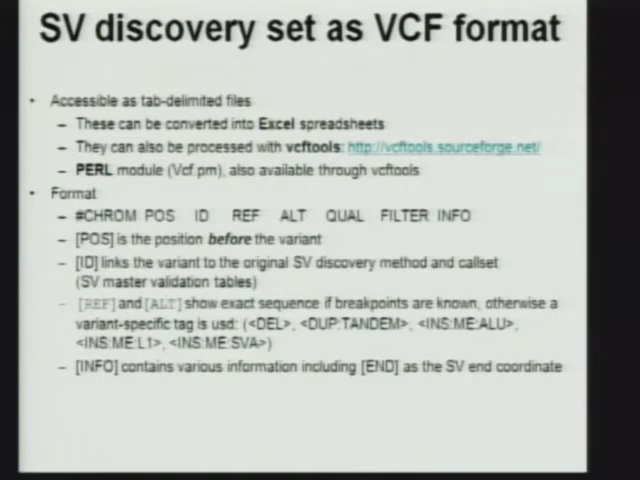 SV discovery set as VCF format
• Accessible as tab-delimited files
– These can be converted into Excel spreadsheets
– They can also be processed with vcftools: http://vcftools.sourceforge.net/
– PERL module (Vcf.pm), also available through vcftools
• Format
– #CHROM POS ID REF ALT QUAL FILTER INFO
– [POS] is the position before the variant
– [ID] links the variant to the original SV discovery method and callset
(SV master validation tables)
– [REF] and [ALT] show exact sequence if breakpoints are known, otherwise a
variant-specific tag is usd: (<DEL>, <DUP:TANDEM>, <INS:ME:ALU>,
<INS:ME:L1>, <INS:ME:SVA>)
– [INFO] contains various information including [END] as the SV end coordinate